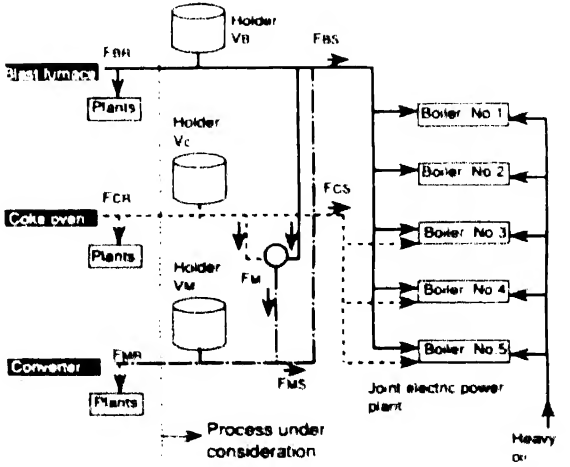 Holder
VB
FBR
FBS
Blast furnace
Plants
Boiler No 1
Holder
Vc
Boiler No 2
FCR
FCS
Coke oven
Boiler No 3
Plants
Holder
VM
FM
Boiler No 4
FMR
Boiler No 5
Converter
FMS
Joint electric power
plant
Plants
Process under
consideration
Heavy